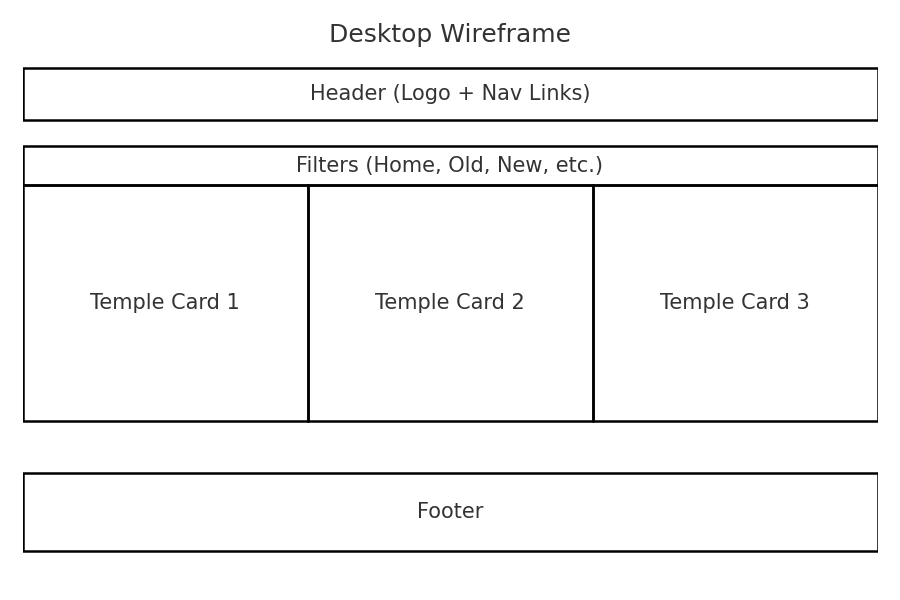 Desktop Wireframe
Header (Logo + Nav Links)
Filters (Home, Old, New, etc.)
Temple Card 1
Temple Card 2
Temple Card 3
Footer